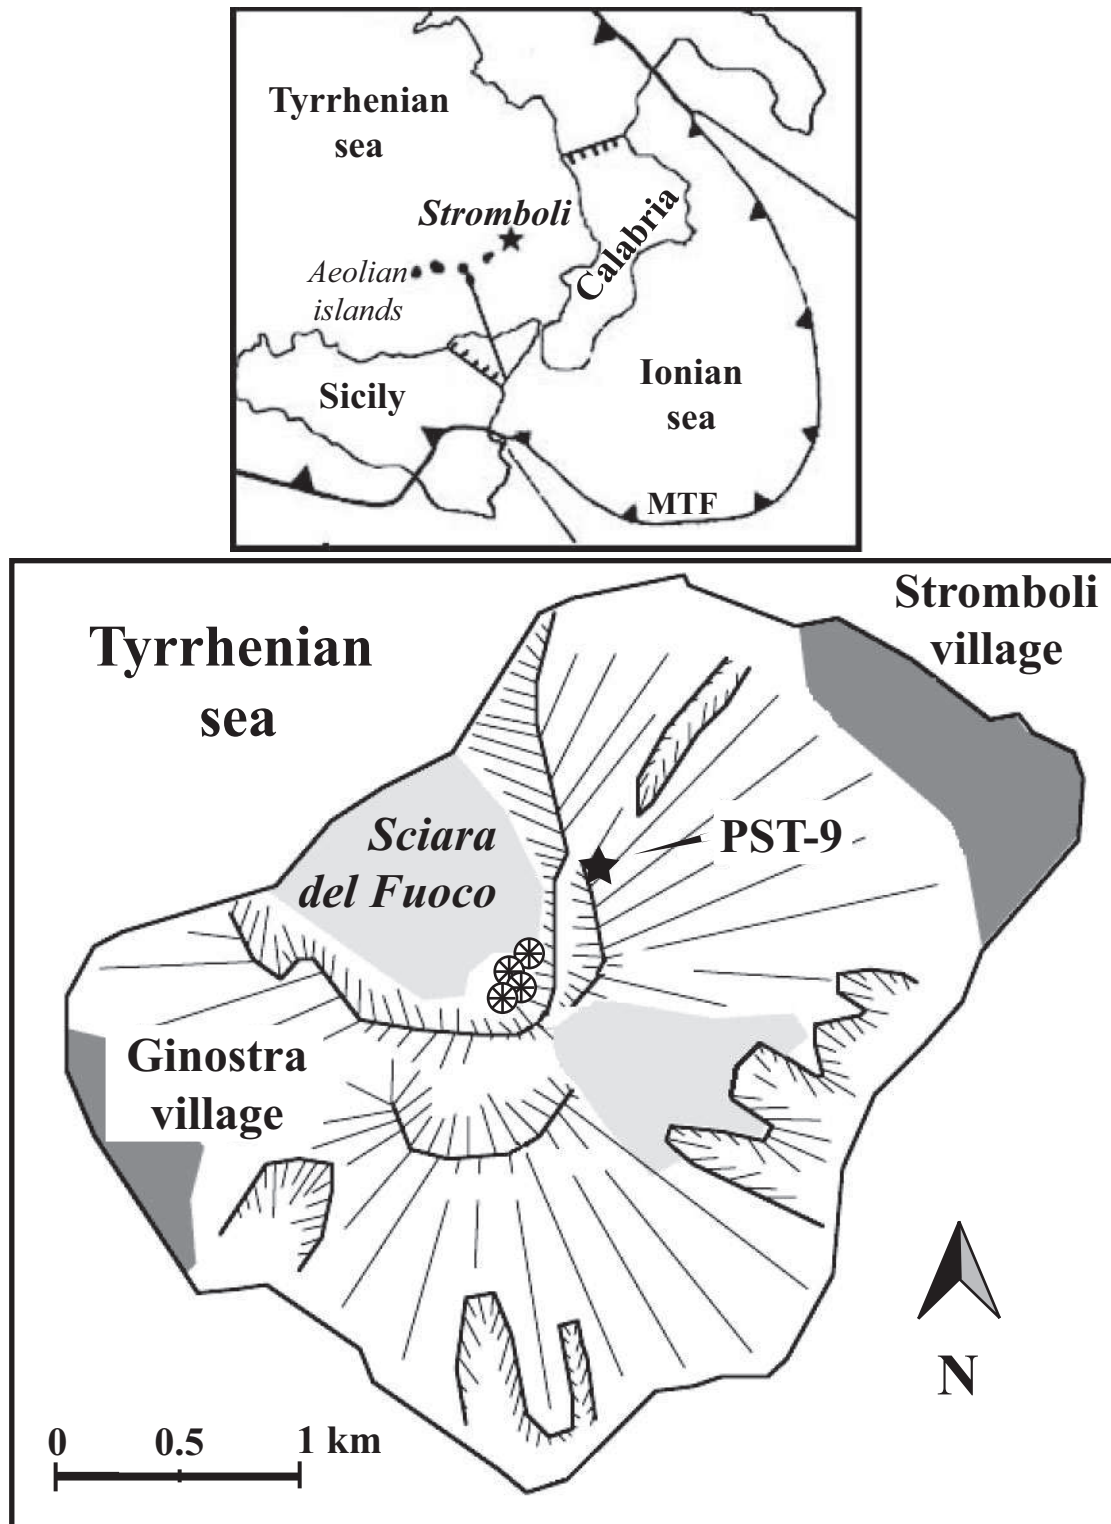 Tyrrhenian
sea
Stromboli
Calabria
Aeolian
islands
Ionian
sea
Sicily
MTF
Stromboli
village
Tyrrhenian
sea
PST-9
Sciara
del Fuoco
Ginostra
village
N
0 0.5 1 km